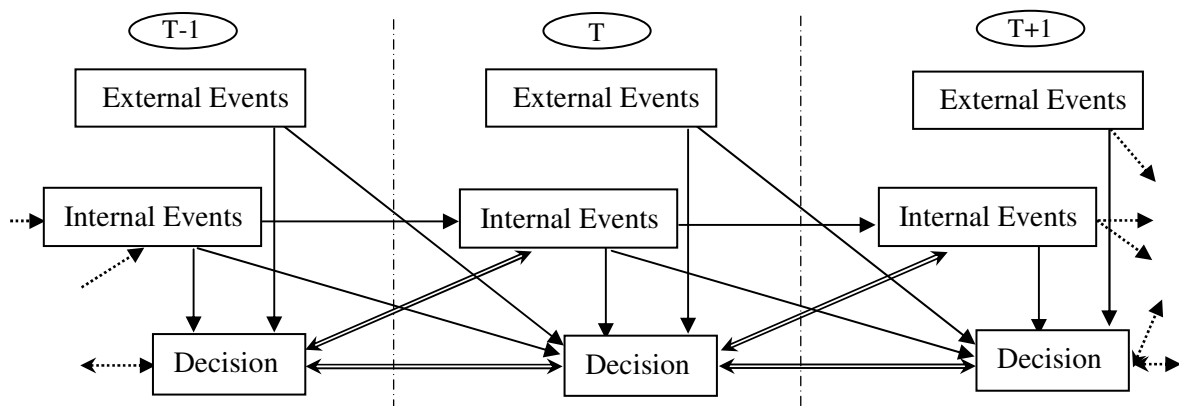 T-1
T
T+1
External Events
External Events
External Events
Internal Events
Internal Events
Internal Events
Decision
Decision
Decision